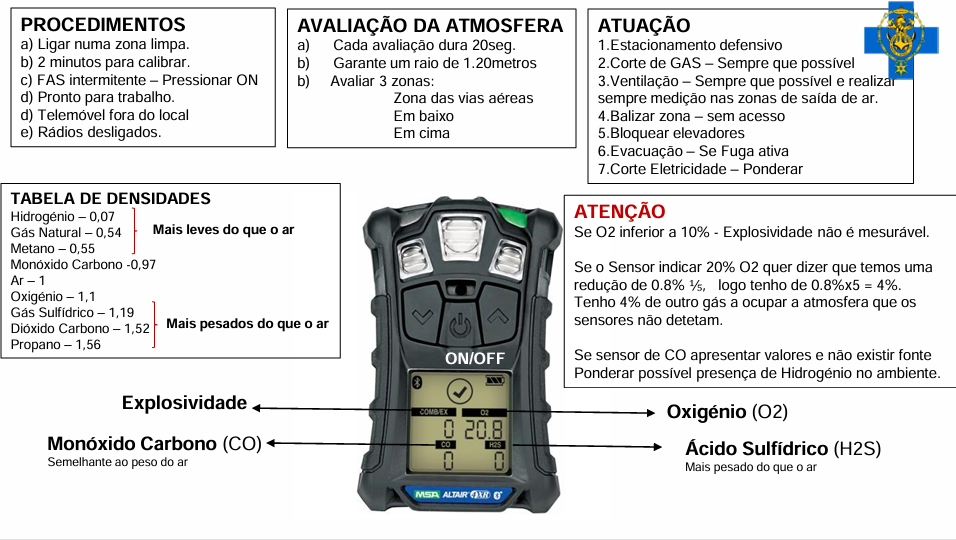 PROCEDIMENTOS
a) Ligar numa zona limpa.
b) 2 minutos para calibrar.
c) FAS intermitente – Pressionar ON
d) Pronto para trabalho.
d) Telemóvel fora do local
e) Rádios desligados.
AVALIAÇÃO DA ATMOSFERA
a) Cada avaliação dura 20seg.
b) Garante um raio de 1.20metros
b) Avaliar 3 zonas:
Zona das vias aéreas
Em baixo
Em cima
ATUAÇÃO
1.Estacionamento defensivo
2.Corte de GAS – Sempre que possível
3.Ventilação – Sempre que possível e realizar
sempre medição nas zonas de saída de ar.
4.Balizar zona – sem acesso
5.Bloquear elevadores
6.Evacuação – Se Fuga ativa
7.Corte Eletricidade – Ponderar
TABELA DE DENSIDADES
Hidrogénio – 0,07
Gás Natural – 0,54
Metano – 0,55
Mais leves do que o ar
Monóxido Carbono -0,97
Ar – 1
Oxigénio – 1,1
Gás Sulfídrico – 1,19
Dióxido Carbono – 1,52
Propano – 1,56
Mais pesados do que o ar
ATENÇÃO
Se O2 inferior a 10% - Explosividade não é mesurável.
Se o Sensor indicar 20% O2 quer dizer que temos uma
redução de 0.8% ⅕, logo tenho de 0.8%x5 = 4%.
Tenho 4% de outro gás a ocupar a atmosfera que os
sensores não detetam.
Se sensor de CO apresentar valores e não existir fonte
Ponderar possível presença de Hidrogénio no ambiente.
ON/OFF
COMB/EX O2
0 20.8
CO H2S
0 0
MSA ALTAIR 4XR
Explosividade
Monóxido Carbono (CO)
Semelhante ao peso do ar
Oxigénio (O2)
Ácido Sulfídrico (H2S)
Mais pesado do que o ar